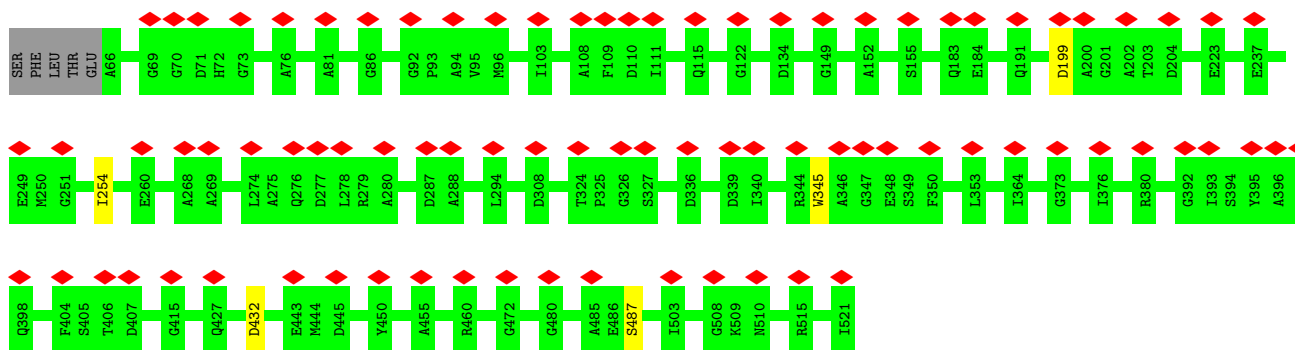 SER PHE LEU THR GLU A66 G69 G70 D71 H72 G73 A76 A81 G86 G92 P93 A94 V95 M96 I103 A108 F109 D110 I111 Q115 G122 D134 G149 A152 S155 Q183 E184 Q191 D199 A200 G201 A202 T203 D204 E223 E237
E249 M250 G251 I254 E260 A268 A269 L274 A275 Q276 D277 L278 R279 A280 D287 A288 L294 D308 T324 P325 G326 S327 D336 D339 I340 R344 W345 A346 G347 E348 S349 F350 L353 I364 G373 I376 R380 G392 I393 S394 Y395 A396
Q398 F404 S405 T406 D407 G415 Q427 D432 E443 M444 D445 Y450 A455 R460 G472 G480 A485 E486 S487 I503 G508 K509 N510 R515 I521